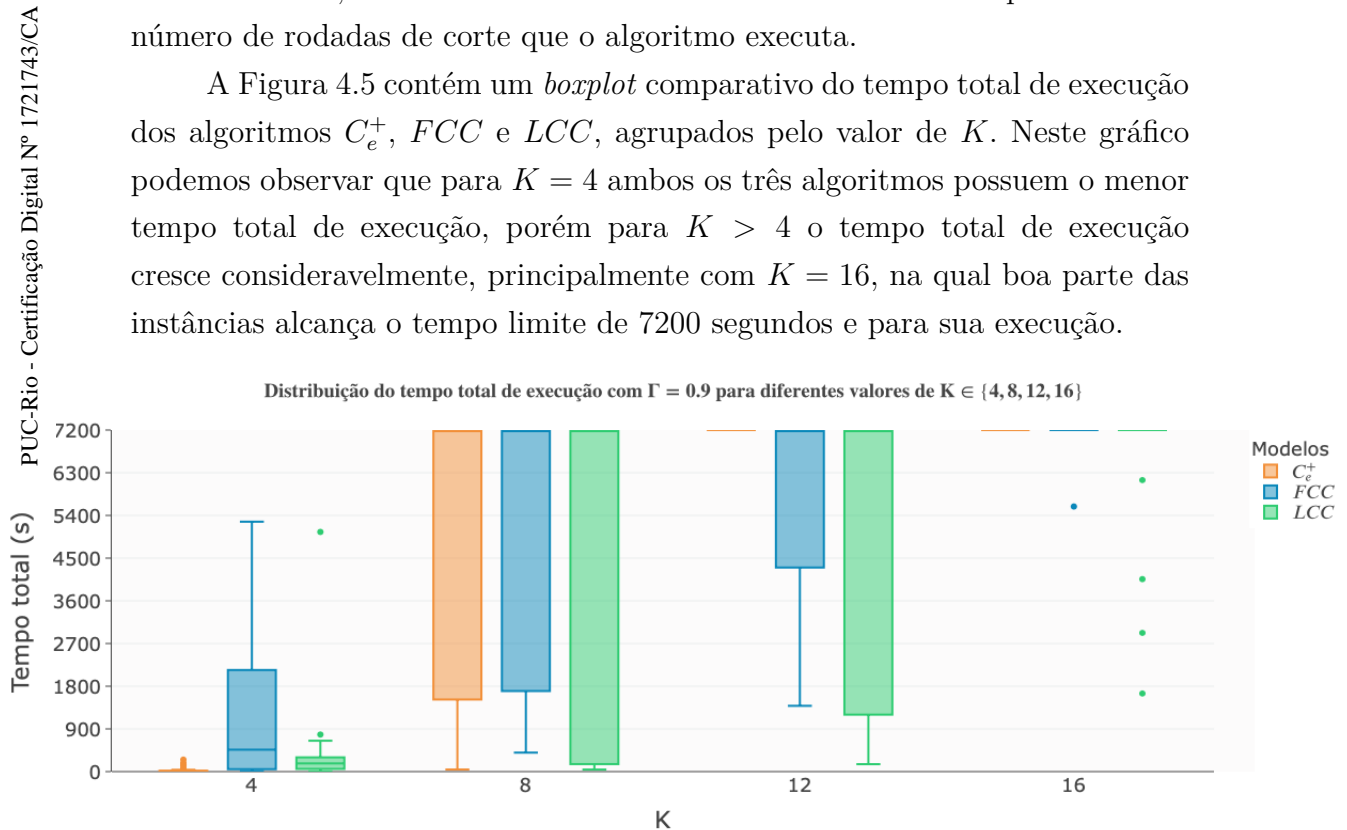 número de rodadas de corte que o algoritmo executa.
A Figura 4.5 contém um boxplot comparativo do tempo total de execução
dos algoritmos $C_e^+$, FCC e LCC, agrupados pelo valor de K. Neste gráfico
podemos observar que para K = 4 ambos os três algoritmos possuem o menor
tempo total de execução, porém para K > 4 o tempo total de execução
cresce consideravelmente, principalmente com K = 16, na qual boa parte das
instâncias alcança o tempo limite de 7200 segundos e para sua execução.
PUC-Rio - Certificação Digital Nº 1721743/CA
Distribuição do tempo total de execução com Γ = 0.9 para diferentes valores de K ∈ {4, 8, 12, 16}
Tempo total (s)
7200
6300
5400
4500
3600
2700
1800
900
0
4
8
12
16
K
Modelos
$C_e^+$
FCC
LCC